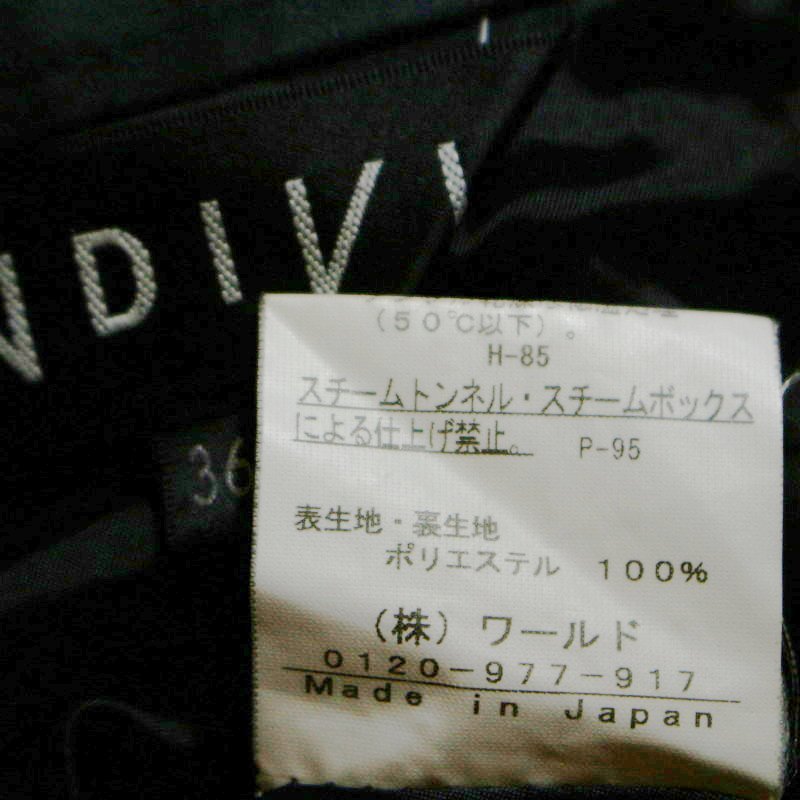 NDIVI
36
（５０℃以下）。
H-85
スチームトンネル・スチームボックス
による仕上げ禁止。 P-95
表生地・裏生地
ポリエステル １００％
（株）ワールド
０１２０－９７７－９１７
Made in Japan